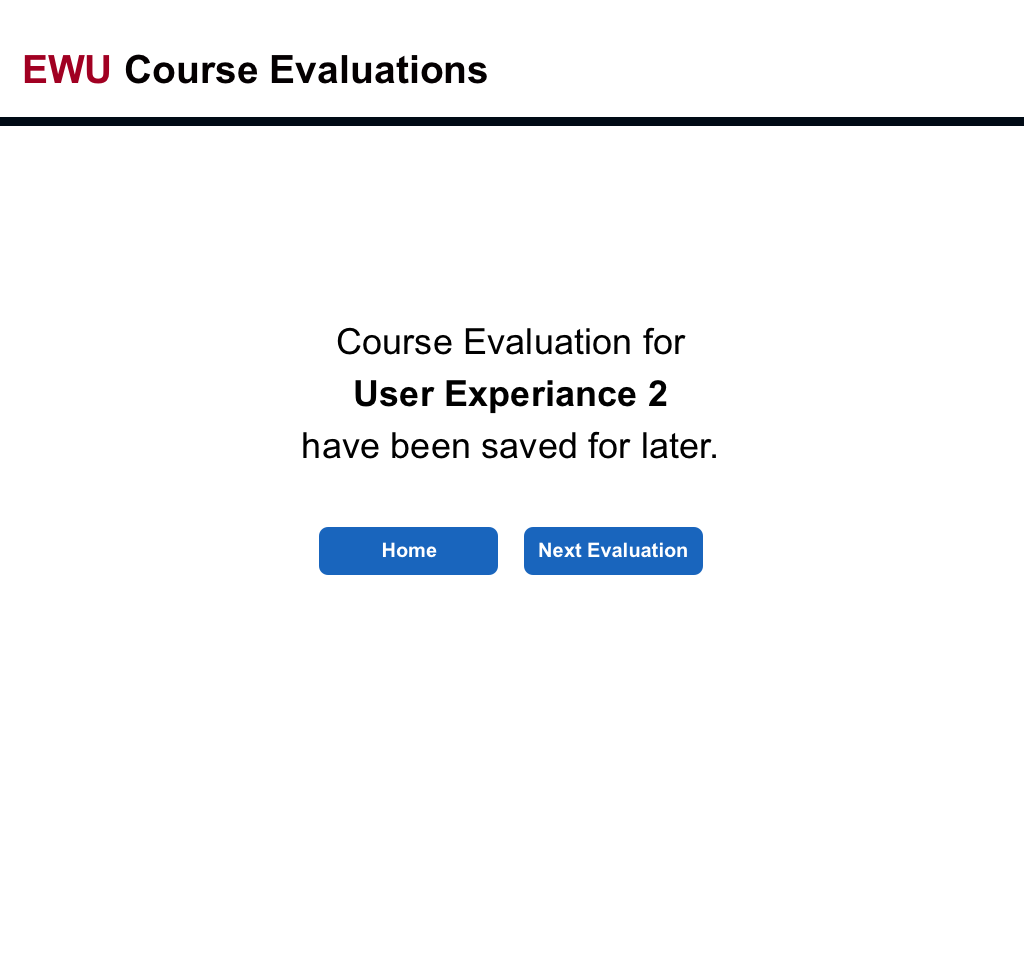 EWU Course Evaluations
Course Evaluation for
User Experiance 2
have been saved for later.
Home
Next Evaluation